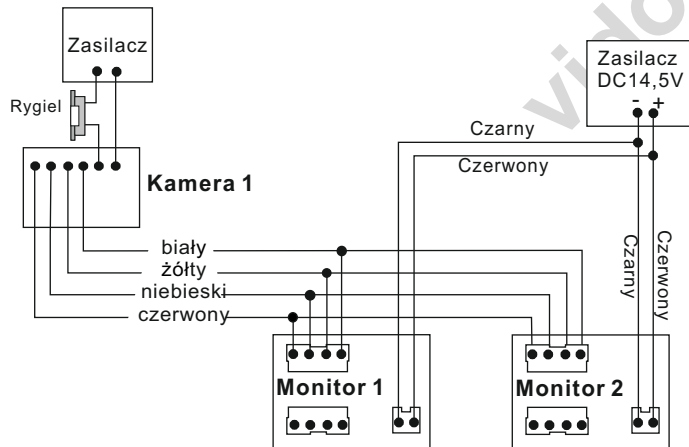 Zasilacz
Rygiel
Kamera 1
Zasilacz
DC14,5V
- +
Czarny
Czerwony
biały
żółty
niebieski
czerwony
Czarny
Czerwony
Monitor 1
Monitor 2